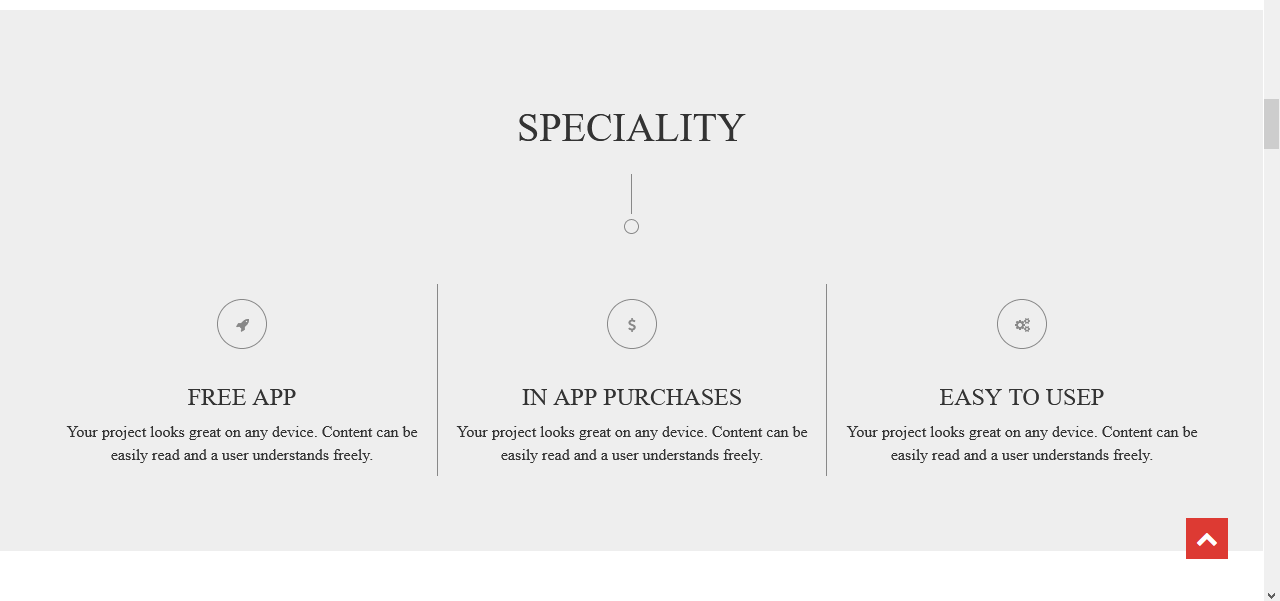 SPECIALITY
$
FREE APP
Your project looks great on any device. Content can be
easily read and a user understands freely.
IN APP PURCHASES
Your project looks great on any device. Content can be
easily read and a user understands freely.
EASY TO USEP
Your project looks great on any device. Content can be
easily read and a user understands freely.